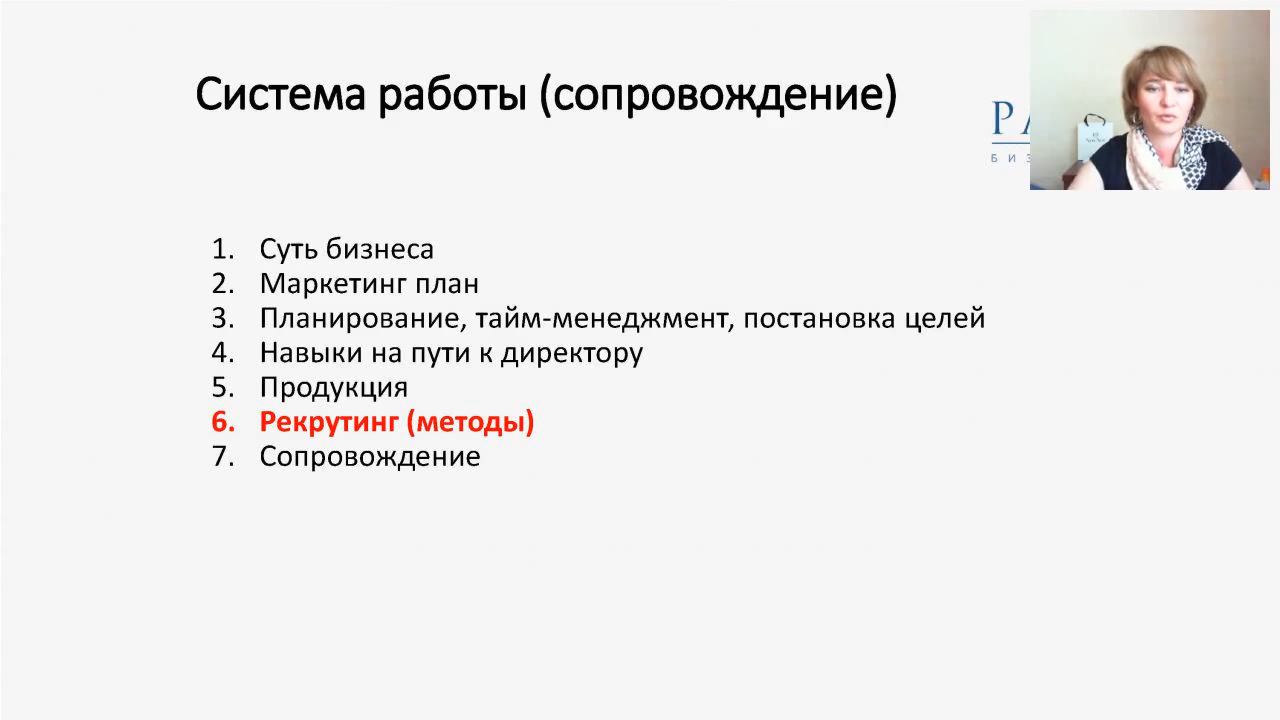 Система работы (сопровождение)
1. Суть бизнеса
2. Маркетинг план
3. Планирование, тайм-менеджмент, постановка целей
4. Навыки на пути к директору
5. Продукция
6. Рекрутинг (методы)
7. Сопровождение